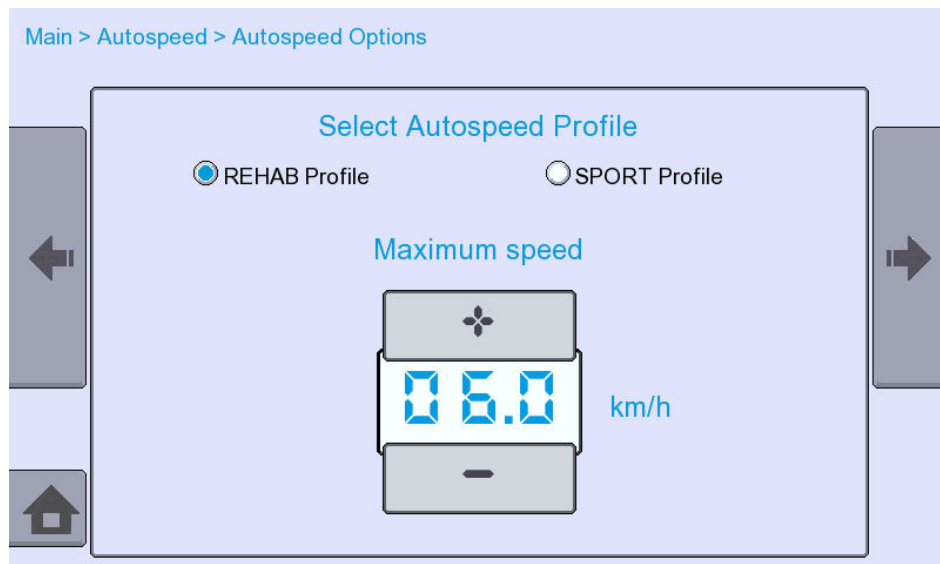 Main > Autospeed > Autospeed Options
Select Autospeed Profile
REHAB Profile SPORT Profile
Maximum speed
+
06.0 km/h
-